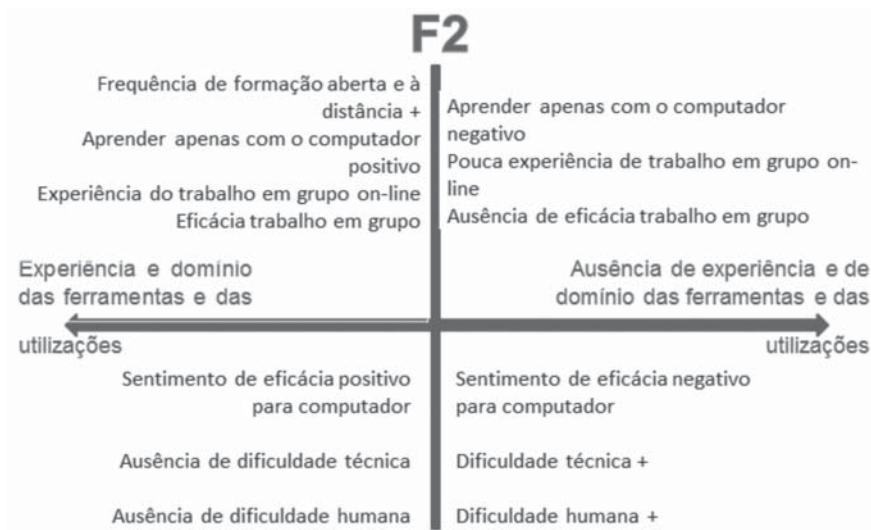 F2
Frequência de formação aberta e à
distância +
Aprender apenas com o computador
positivo
Experiência do trabalho em grupo on-line
Eficácia trabalho em grupo
Aprender apenas com o computador
negativo
Pouca experiência de trabalho em grupo on-
line
Ausência de eficácia trabalho em grupo
Experiência e domínio
das ferramentas e das
utilizações
Ausência de experiência e de
domínio das ferramentas e das
utilizações
Sentimento de eficácia positivo
para computador
Ausência de dificuldade técnica
Ausência de dificuldade humana
Sentimento de eficácia negativo
para computador
Dificuldade técnica +
Dificuldade humana +